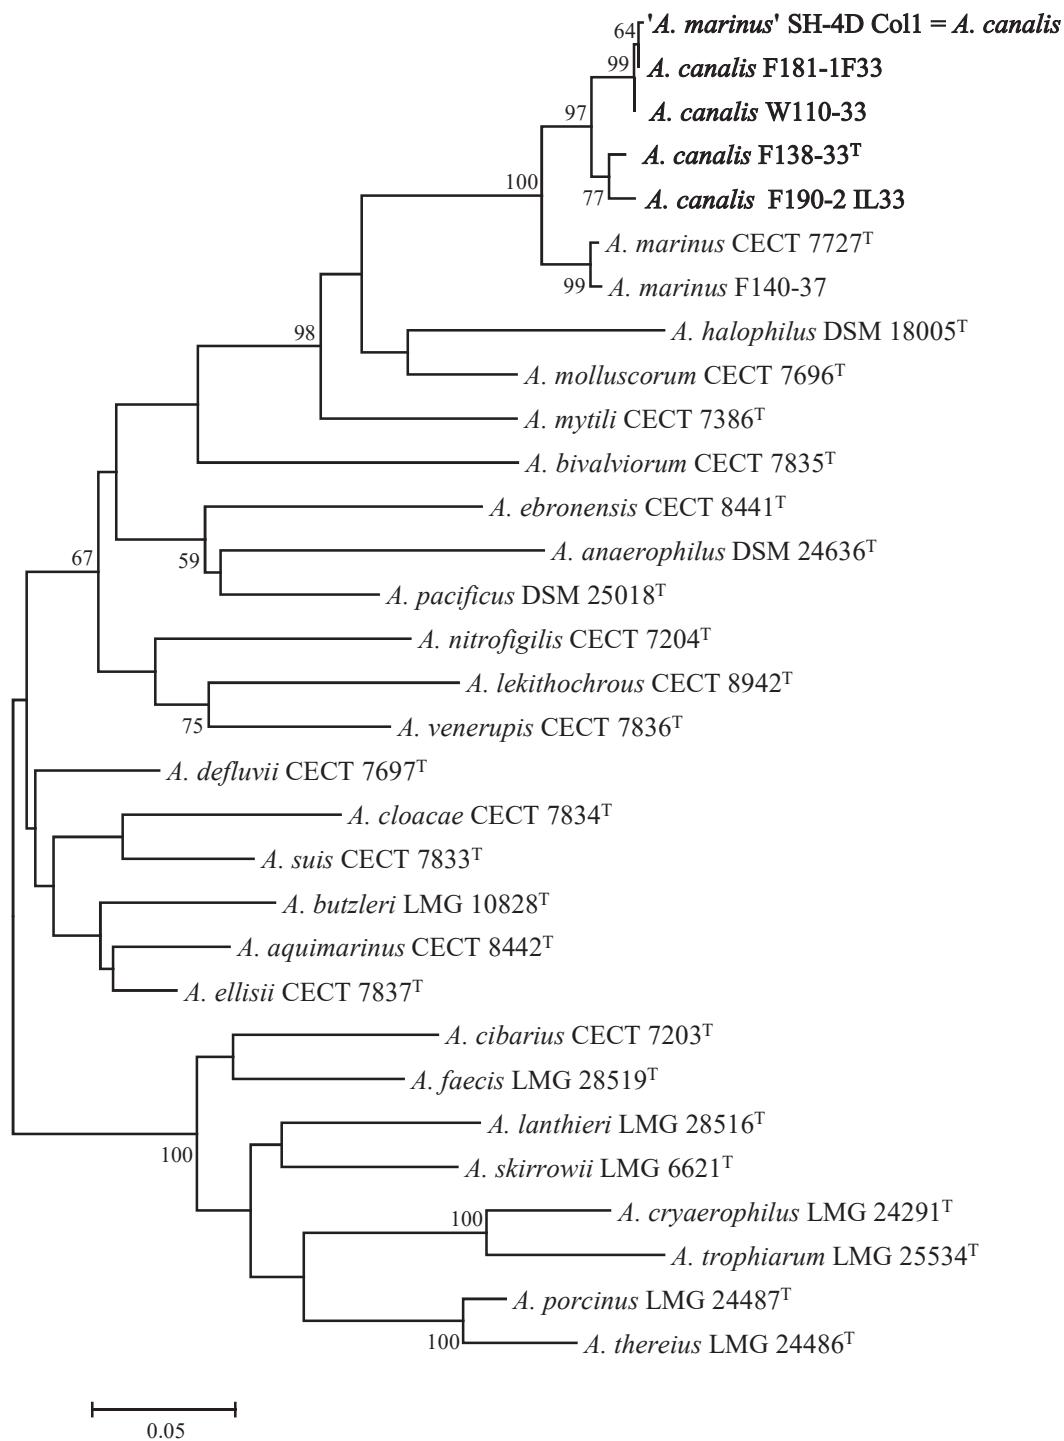 64
'A. marinus' SH-4D Col1 = A. canalis
99
A. canalis F181-1F33
97
A. canalis W110-33
A. canalis F138-33ᵀ
100
77
A. canalis F190-2 IL33
A. marinus CECT 7727ᵀ
99
A. marinus F140-37
98
A. halophilus DSM 18005ᵀ
A. molluscorum CECT 7696ᵀ
A. mytili CECT 7386ᵀ
A. bivalviorum CECT 7835ᵀ
A. ebronensis CECT 8441ᵀ
67
59
A. anaerophilus DSM 24636ᵀ
A. pacificus DSM 25018ᵀ
A. nitrofigilis CECT 7204ᵀ
A. lekithochrous CECT 8942ᵀ
75
A. venerupis CECT 7836ᵀ
A. defluvii CECT 7697ᵀ
A. cloacae CECT 7834ᵀ
A. suis CECT 7833ᵀ
A. butzleri LMG 10828ᵀ
A. aquimarinus CECT 8442ᵀ
A. ellisii CECT 7837ᵀ
A. cibarius CECT 7203ᵀ
A. faecis LMG 28519ᵀ
A. lanthieri LMG 28516ᵀ
100
A. skirrowii LMG 6621ᵀ
100
A. cryaerophilus LMG 24291ᵀ
A. trophiarum LMG 25534ᵀ
A. porcinus LMG 24487ᵀ
100
A. thereius LMG 24486ᵀ
0.05